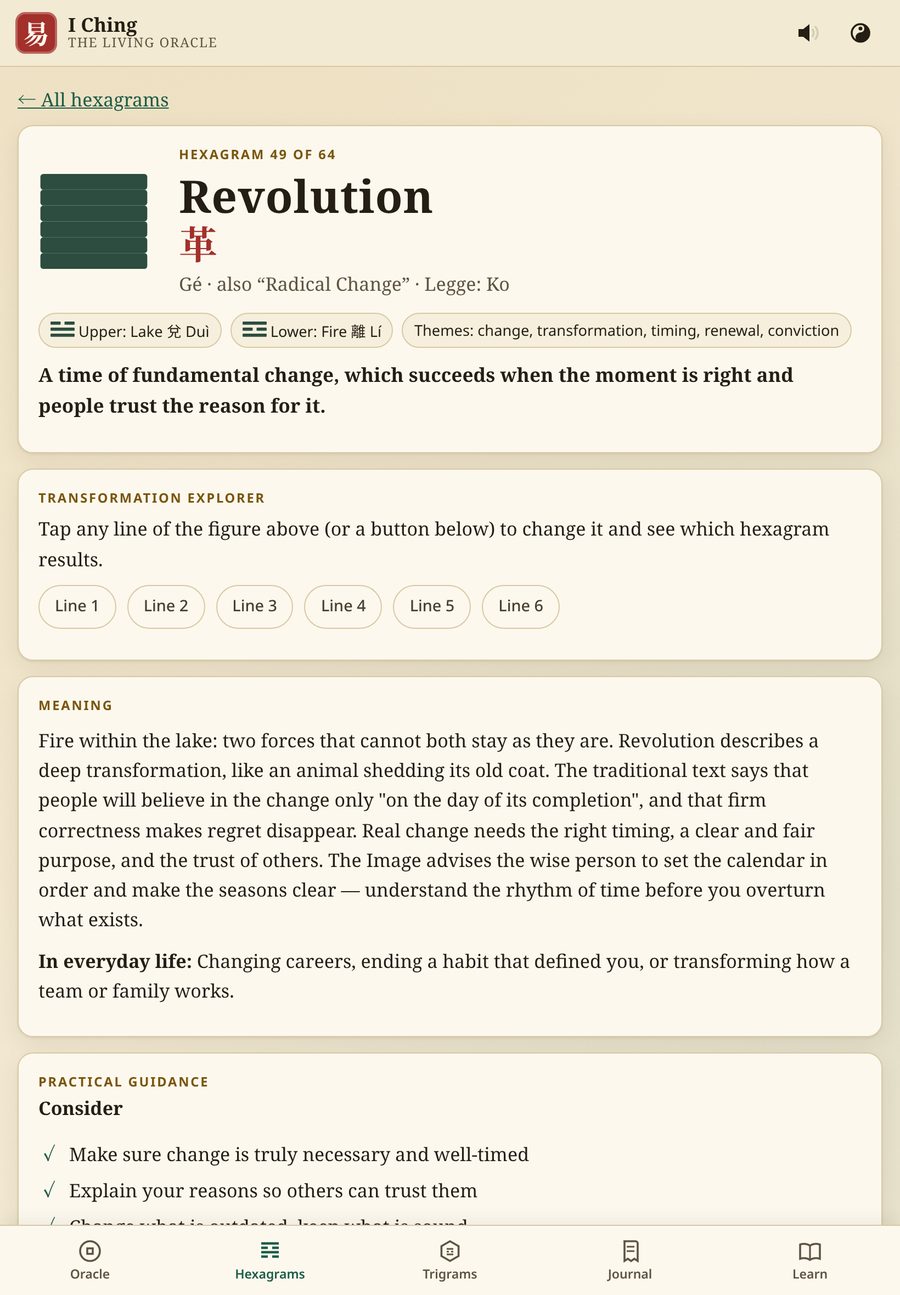 易
I Ching
THE LIVING ORACLE
← All hexagrams
HEXAGRAM 49 OF 64
Revolution
革
Gé · also “Radical Change” · Legge: Ko
Upper: Lake 兌 Duì
Lower: Fire 離 Lí
Themes: change, transformation, timing, renewal, conviction
A time of fundamental change, which succeeds when the moment is right and
people trust the reason for it.
TRANSFORMATION EXPLORER
Tap any line of the figure above (or a button below) to change it and see which hexagram
results.
Line 1
Line 2
Line 3
Line 4
Line 5
Line 6
MEANING
Fire within the lake: two forces that cannot both stay as they are. Revolution describes a
deep transformation, like an animal shedding its old coat. The traditional text says that
people will believe in the change only "on the day of its completion", and that firm
correctness makes regret disappear. Real change needs the right timing, a clear and fair
purpose, and the trust of others. The Image advises the wise person to set the calendar in
order and make the seasons clear — understand the rhythm of time before you overturn
what exists.
In everyday life: Changing careers, ending a habit that defined you, or transforming how a
team or family works.
PRACTICAL GUIDANCE
Consider
✓ Make sure change is truly necessary and well-timed
✓ Explain your reasons so others can trust them
✓ Change what is outdated, keep what is sound
Oracle
Hexagrams
Trigrams
Journal
Learn